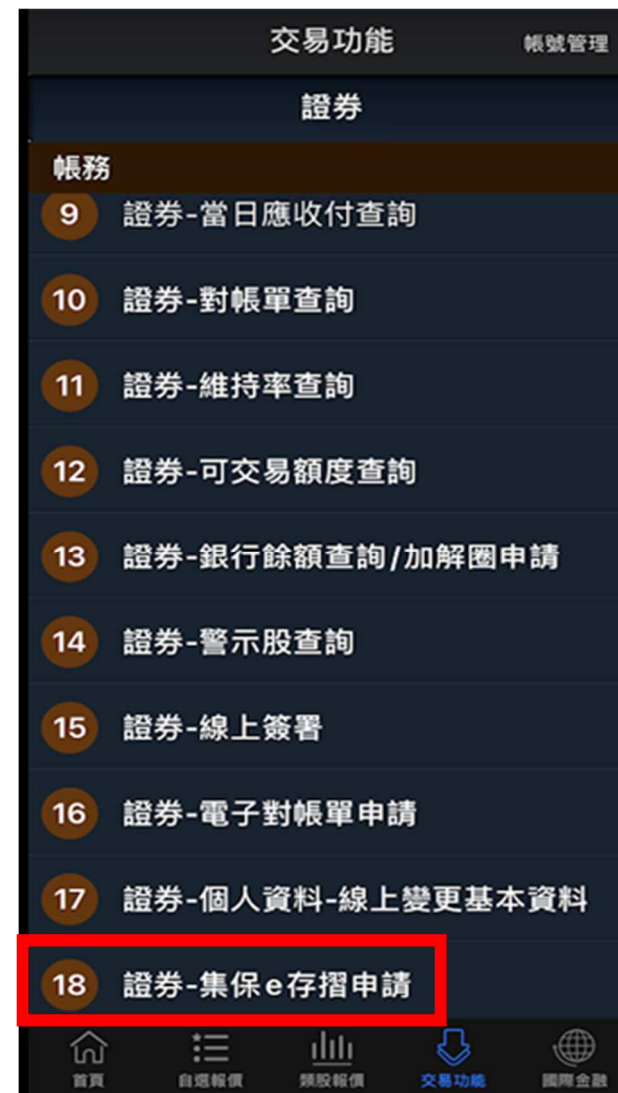 交易功能
帳號管理
證券
帳務
9 證券-當日應收付查詢
10 證券-對帳單查詢
11 證券-維持率查詢
12 證券-可交易額度查詢
13 證券-銀行餘額查詢/加解圈申請
14 證券-警示股查詢
15 證券-線上簽署
16 證券-電子對帳單申請
17 證券-個人資料-線上變更基本資料
18 證券-集保e存摺申請
首頁 自選報價 類股報價 交易功能 國際金融